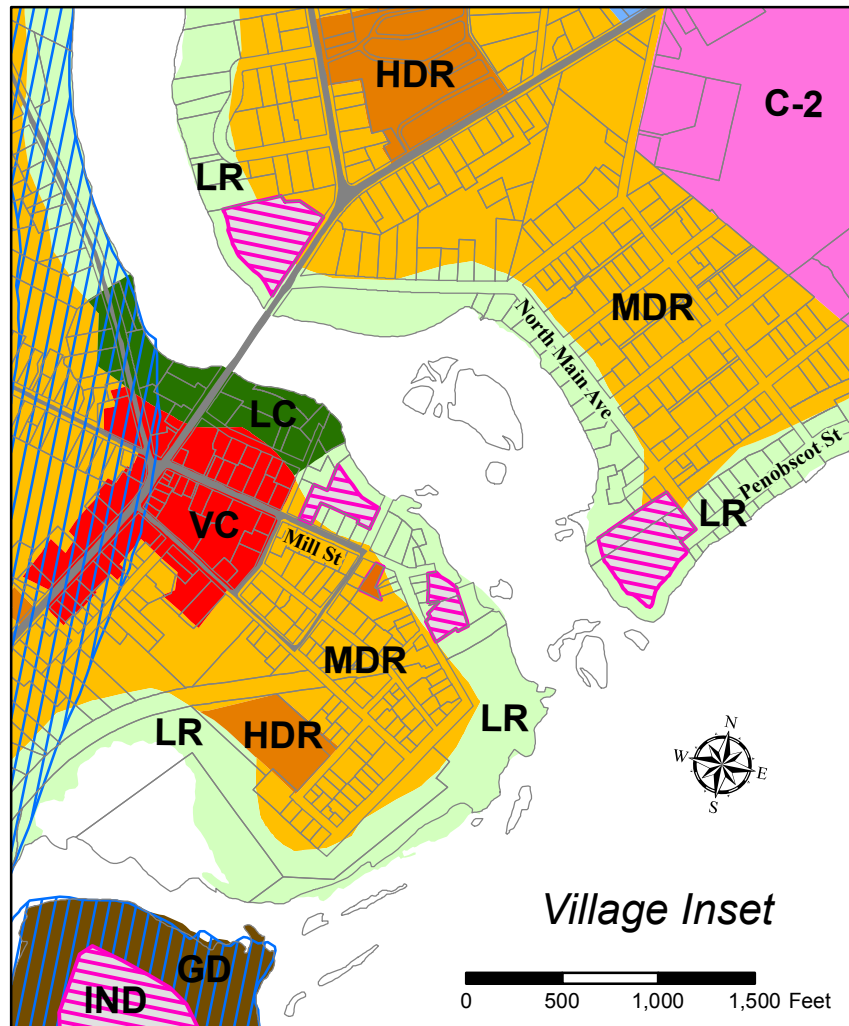 HDR
C-2
LR
MDR
North Main Ave
LC
Penobscot St
LR
VC
Mill St
MDR
LR
LR
HDR
N
W
E
S
Village Inset
GD
IND
0 500 1,000 1,500 Feet